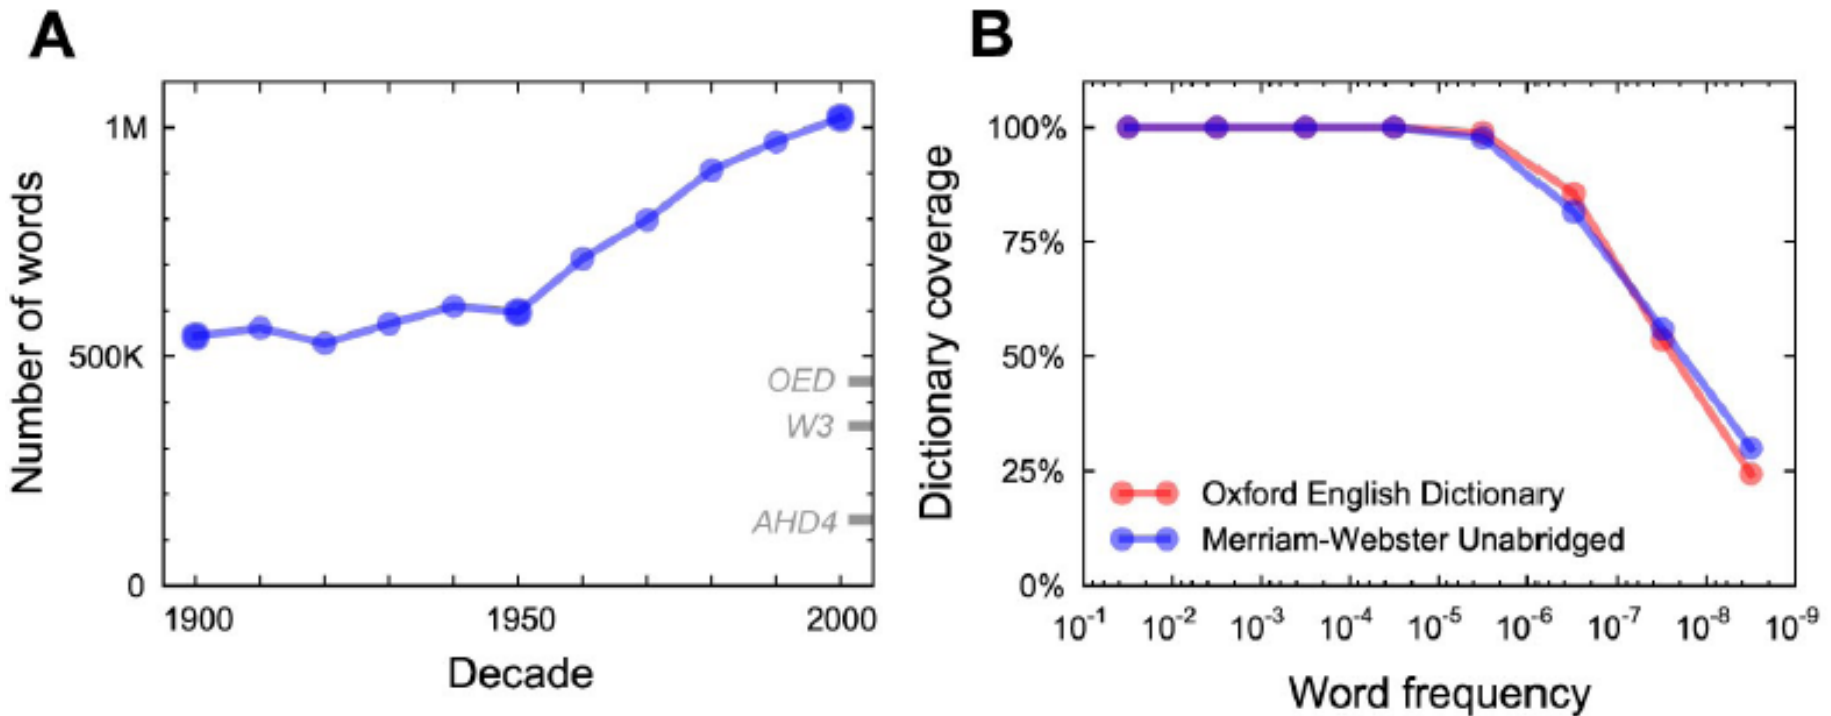 A
Number of words
1M
500K
0
OED
W3
AHD4
1900
1950
2000
Decade
B
Dictionary coverage
100%
75%
50%
25%
0%
Oxford English Dictionary
Merriam-Webster Unabridged
10⁻¹
10⁻²
10⁻³
10⁻⁴
10⁻⁵
10⁻⁶
10⁻⁷
10⁻⁸
10⁻⁹
Word frequency